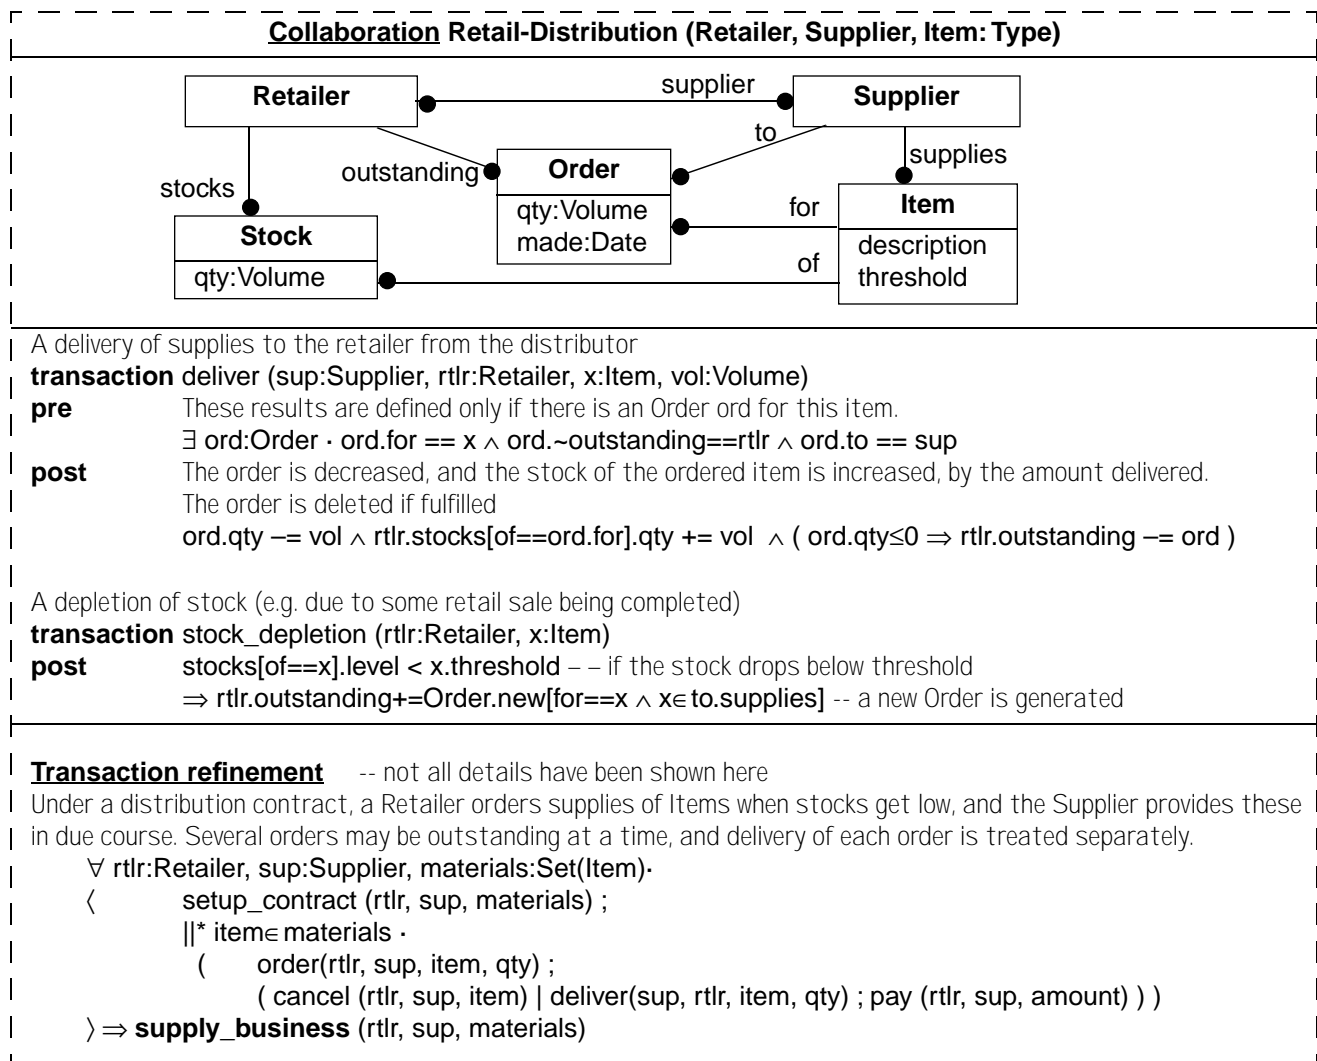 Collaboration Retail-Distribution (Retailer, Supplier, Item: Type)
Retailer
supplier
Supplier
to
supplies
outstanding
Order
stocks
qty:Volume
made:Date
for
Item
Stock
description
threshold
qty:Volume
of
A delivery of supplies to the retailer from the distributor
transaction deliver (sup:Supplier, rtlr:Retailer, x:Item, vol:Volume)
pre These results are defined only if there is an Order ord for this item.
∃ ord:Order · ord.for == x ∧ ord.~outstanding==rtlr ∧ ord.to == sup
post The order is decreased, and the stock of the ordered item is increased, by the amount delivered.
The order is deleted if fulfilled
ord.qty –= vol ∧ rtlr.stocks[of==ord.for].qty += vol ∧ ( ord.qty≤0 ⇒ rtlr.outstanding –= ord )
A depletion of stock (e.g. due to some retail sale being completed)
transaction stock_depletion (rtlr:Retailer, x:Item)
post stocks[of==x].level < x.threshold – – if the stock drops below threshold
⇒ rtlr.outstanding+=Order.new[for==x ∧ x∈to.supplies] -- a new Order is generated
Transaction refinement -- not all details have been shown here
Under a distribution contract, a Retailer orders supplies of Items when stocks get low, and the Supplier provides these
in due course. Several orders may be outstanding at a time, and delivery of each order is treated separately.
∀ rtlr:Retailer, sup:Supplier, materials:Set(Item)·
⟨ setup_contract (rtlr, sup, materials) ;
||* item∈materials ·
( order(rtlr, sup, item, qty) ;
( cancel (rtlr, sup, item) | deliver(sup, rtlr, item, qty) ; pay (rtlr, sup, amount) ) )
⟩ ⇒ supply_business (rtlr, sup, materials)